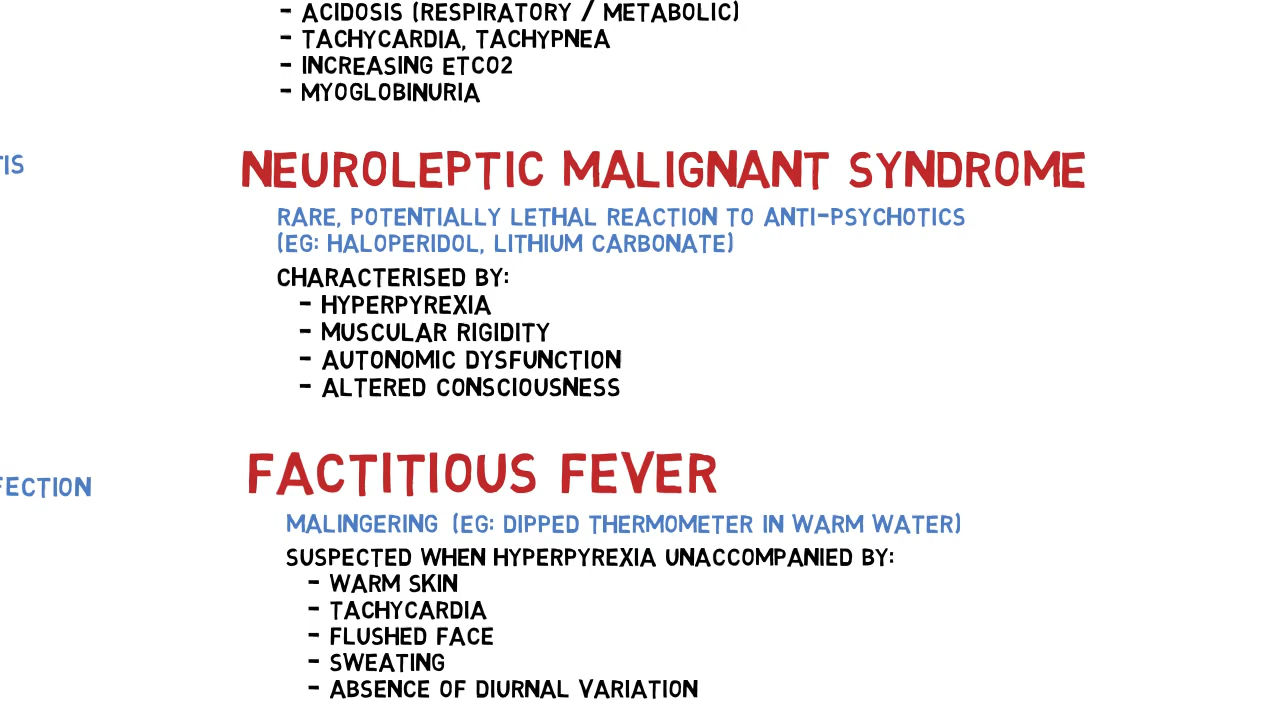 - ACIDOSIS (RESPIRATORY / METABOLIC)
- TACHYCARDIA, TACHYPNEA
- INCREASING ETCO2
- MYOGLOBINURIA
TIS
NEUROLEPTIC MALIGNANT SYNDROME
RARE, POTENTIALLY LETHAL REACTION TO ANTI-PSYCHOTICS
(EG: HALOPERIDOL, LITHIUM CARBONATE)
CHARACTERISED BY:
- HYPERPYREXIA
- MUSCULAR RIGIDITY
- AUTONOMIC DYSFUNCTION
- ALTERED CONSCIOUSNESS
FACTITIOUS FEVER
FECTION
MALINGERING (EG: DIPPED THERMOMETER IN WARM WATER)
SUSPECTED WHEN HYPERPYREXIA UNACCOMPANIED BY:
- WARM SKIN
- TACHYCARDIA
- FLUSHED FACE
- SWEATING
- ABSENCE OF DIURNAL VARIATION